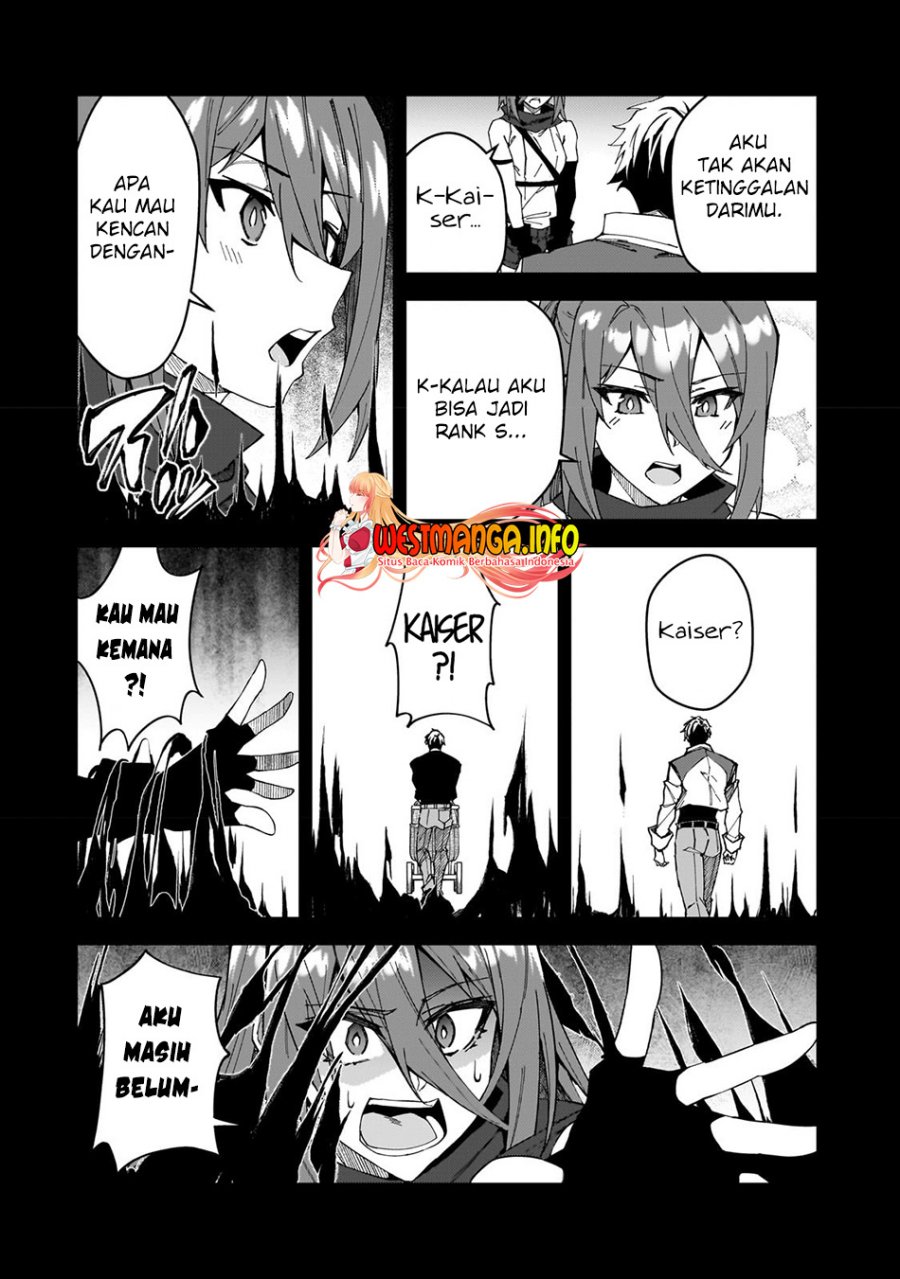 AKU
TAK AKAN
KETINGGALAN
DARIMU.
K-Kai-
ser...
K-KALAU AKU
BISA JADI
RANK S...
APA
KAU MAU
KENCAN
DENGAN-
WESTMANGA.INFO
Situs Baca Komik Berbahasa Indonesia
Kaiser?
KAISER
?!
KAU MAU
KEMANA
?!
AKU
MASIH
BELUM-